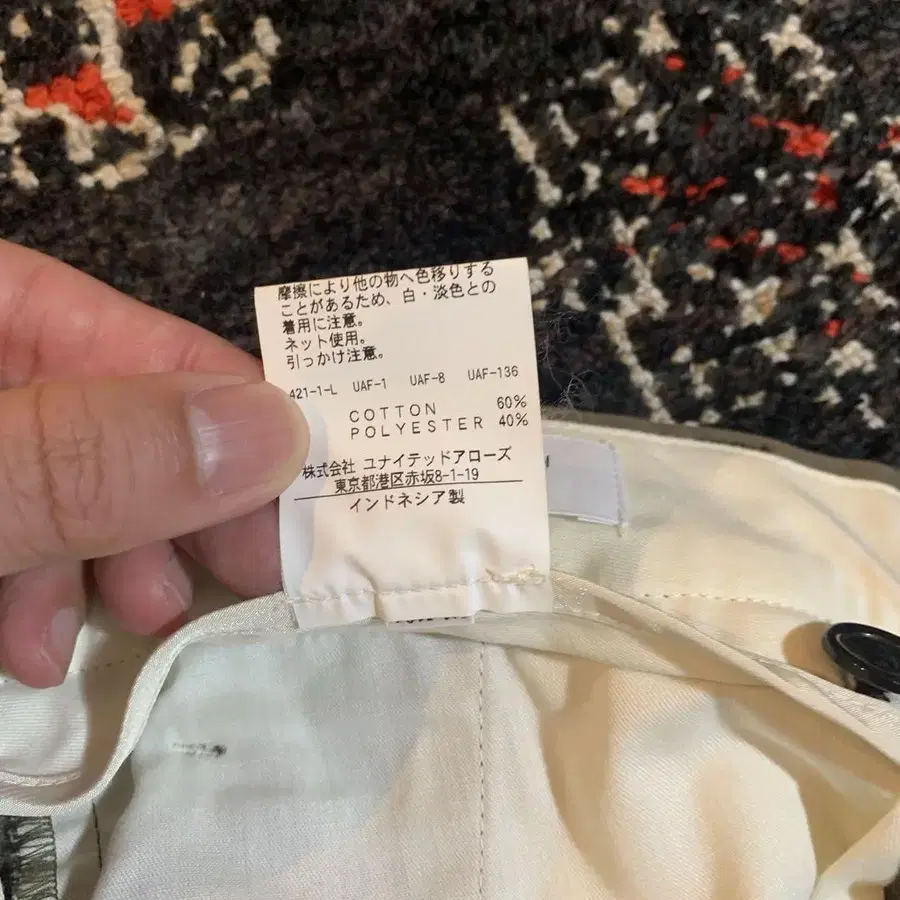 摩擦により他の物へ色移りする
ことがあるため、白・淡色との
着用に注意。
ネット使用。
引っかけ注意。
421-1-L UAF-1 UAF-8 UAF-136
COTTON 60%
POLYESTER 40%
株式会社 ユナイテッドアローズ
東京都港区赤坂8-1-19
インドネシア製